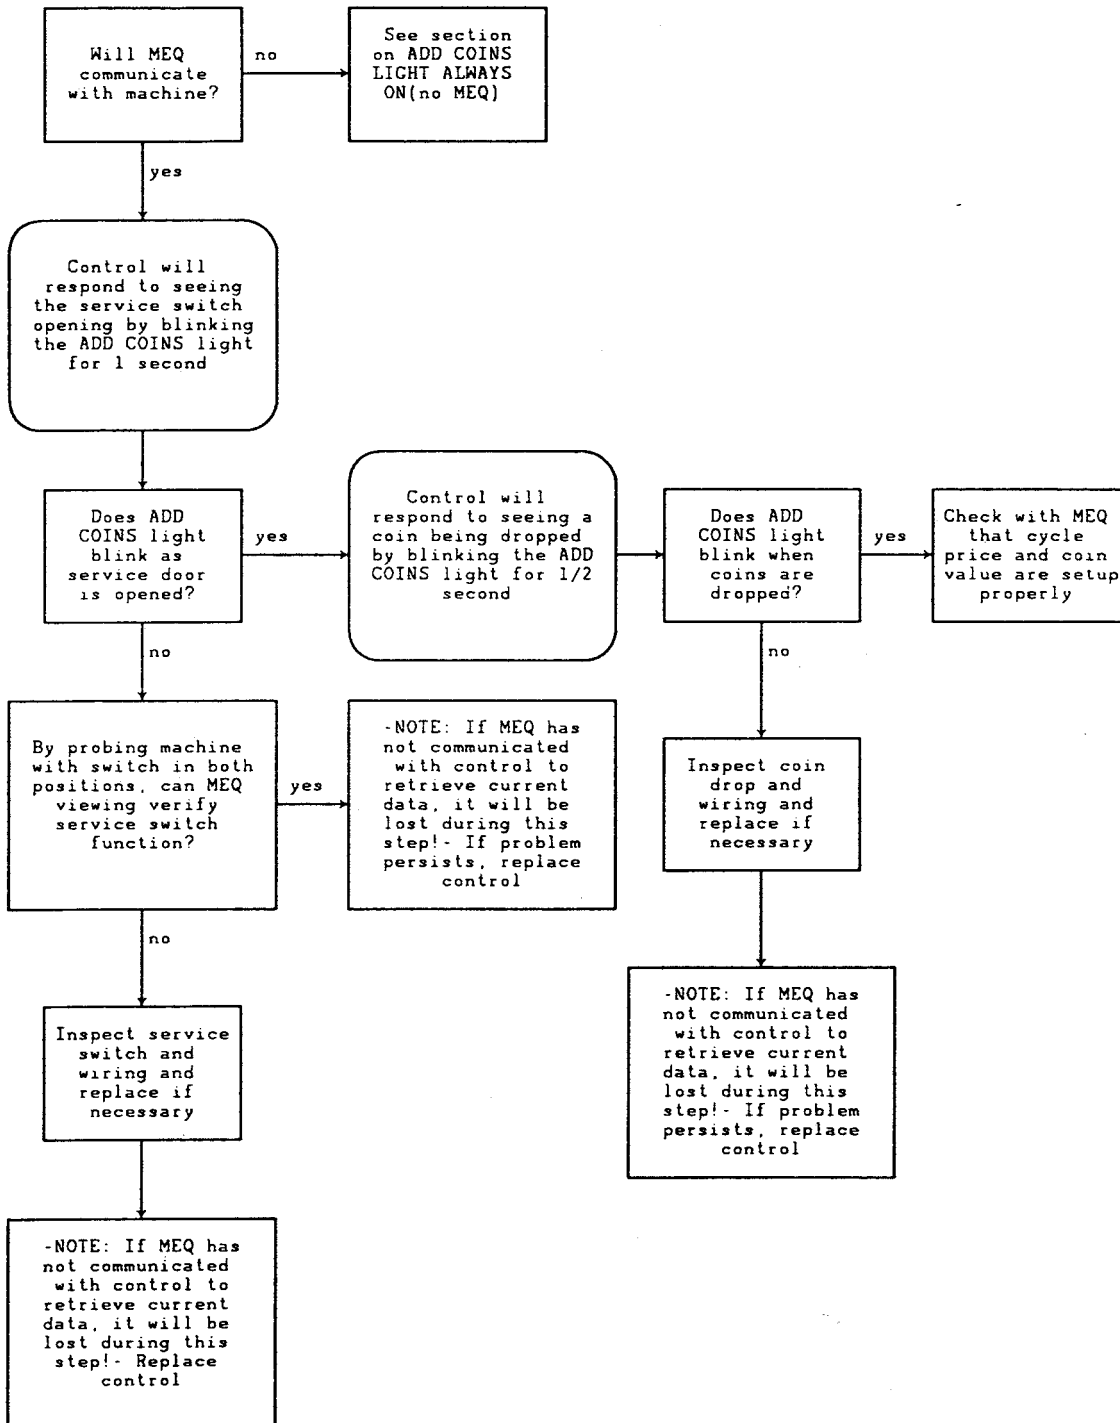 Will MEQ
communicate
with machine?
no
See section
on ADD COINS
LIGHT ALWAYS
ON(no MEQ)
yes
Control will
respond to seeing
the service switch
opening by blinking
the ADD COINS light
for 1 second
Does ADD
COINS light
blink as
service door
is opened?
yes
Control will
respond to seeing a
coin being dropped
by blinking the ADD
COINS light for 1/2
second
Does ADD
COINS light
blink when
coins are
dropped?
yes
Check with MEQ
that cycle
price and coin
value are setup
properly
no
no
By probing machine
with switch in both
positions, can MEQ
viewing verify
service switch
function?
yes
-NOTE: If MEQ has
not communicated
with control to
retrieve current
data, it will be
lost during this
step!- If problem
persists, replace
control
Inspect coin
drop and
wiring and
replace if
necessary
no
Inspect service
switch and
wiring and
replace if
necessary
-NOTE: If MEQ has
not communicated
with control to
retrieve current
data, it will be
lost during this
step!- If problem
persists, replace
control
-NOTE: If MEQ has
not communicated
with control to
retrieve current
data, it will be
lost during this
step!- Replace
control